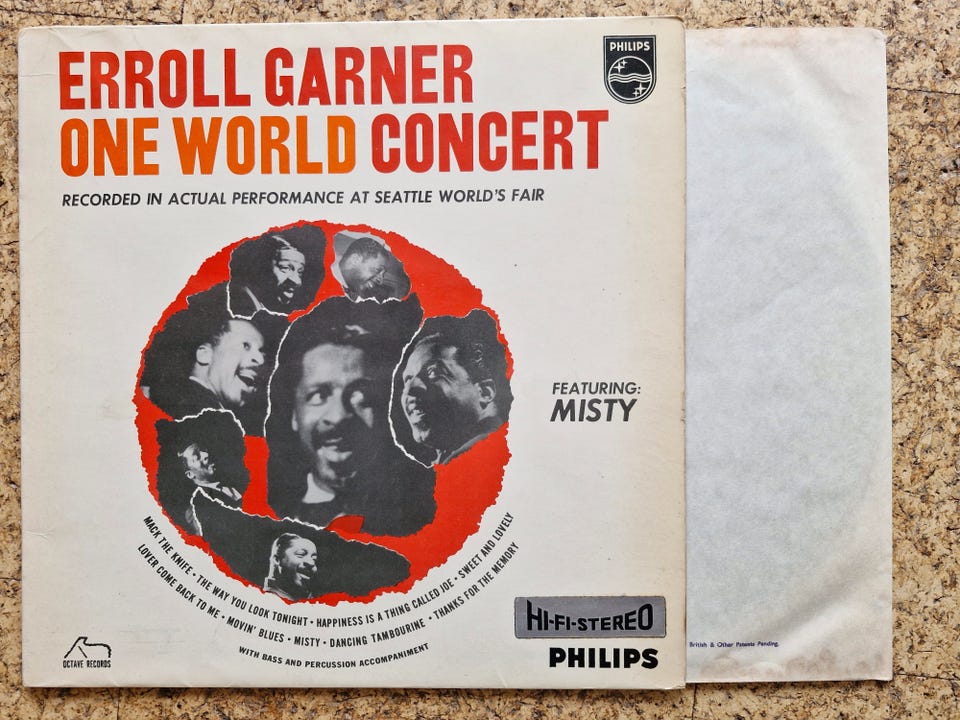 ERROLL GARNER
PHILIPS
ONE WORLD CONCERT
RECORDED IN ACTUAL PERFORMANCE AT SEATTLE WORLD'S FAIR
FEATURING:
MISTY
MACK THE KNIFE • THE WAY YOU LOOK TONIGHT • HAPPINESS IS A THING CALLED JOE • SWEET AND LOVELY
LOVER COME BACK TO ME • MOVIN' BLUES • MISTY • DANCING TAMBOURINE • THANKS FOR THE MEMORY
WITH BASS AND PERCUSSION ACCOMPANIMENT
OCTAVE RECORDS
HI-FI-STEREO
PHILIPS
British & Other Patents Pending.